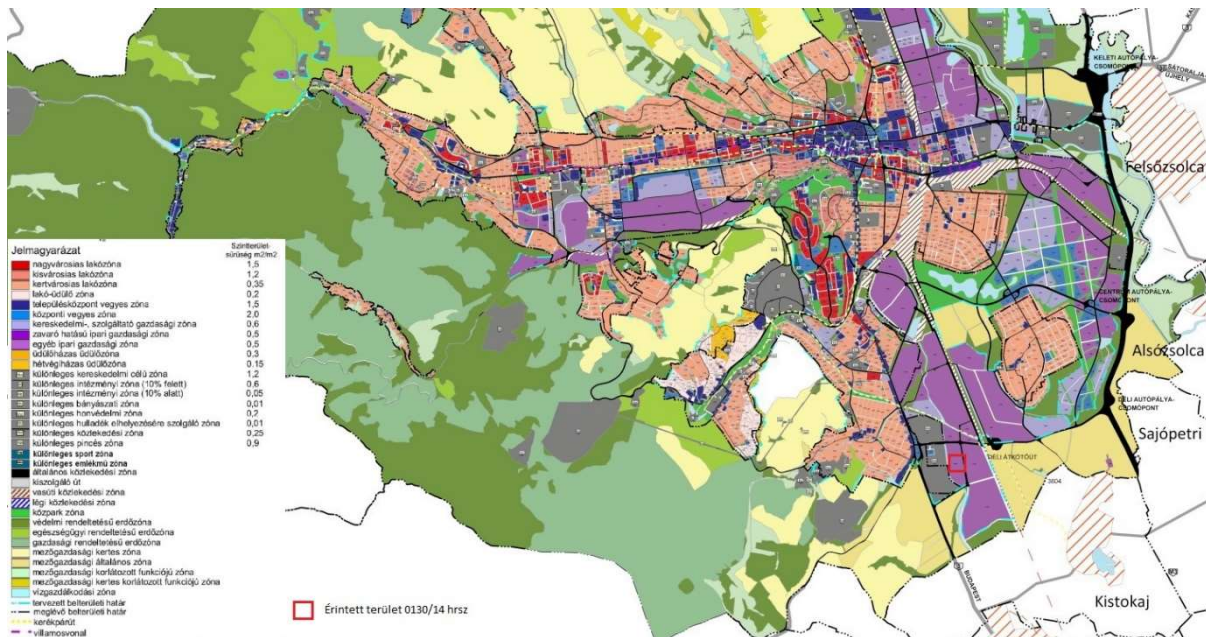 KELETI AUTÓPÁLYA-
CSOMÓPONT
SÁTORALJA-
ÚJHELY
Felsőzsolca
CENTRUM AUTÓPÁLYA-
CSOMÓPONT
Alsózsolca
DÉLI AUTÓPÁLYA-
CSOMÓPONT
Sajópetri
DÉLI ÁTKÖTŐÚT
3604
BUDAPEST
Kistokaj
Jelmagyarázat
Szintterület-
sűrűség m2/m2
nagyvárosias lakózóna 1,5
kisvárosias lakózóna 1,2
kertvárosias lakózóna 0,35
lakó-üdülő zóna 0,2
településközpont vegyes zóna 1,5
központi vegyes zóna 2,0
kereskedelmi-, szolgáltató gazdasági zóna 0,6
zavaró hatású ipari gazdasági zóna 0,5
egyéb ipari gazdasági zóna 0,5
üdülőházas üdülőzóna 0,3
hétvégiházas üdülőzóna 0,15
különleges kereskedelmi célú zóna 1,2
különleges intézményi zóna (10% felett) 0,6
különleges intézményi zóna (10% alatt) 0,05
különleges bányászati zóna 0,01
különleges honvédelmi zóna 0,2
különleges hulladék elhelyezésére szolgáló zóna 0,01
különleges közlekedési zóna 0,25
különleges pincés zóna 0,9
különleges sport zóna
különleges emlékmű zóna
általános közlekedési zóna
kiszolgáló út
vasúti közlekedési zóna
légi közlekedési zóna
közpark zóna
védelmi rendeltetésű erdőzóna
egészségügyi rendeltetésű erdőzóna
gazdasági rendeltetésű erdőzóna
mezőgazdasági kertes zóna
mezőgazdasági általános zóna
mezőgazdasági korlátozott funkciójú zóna
mezőgazdasági kertes korlátozott funkciójú zóna
vízgazdálkodási zóna
tervezett belterületi határ
meglévő belterületi határ
kerékpárút
villamosvonal
Érintett terület 0130/14 hrsz